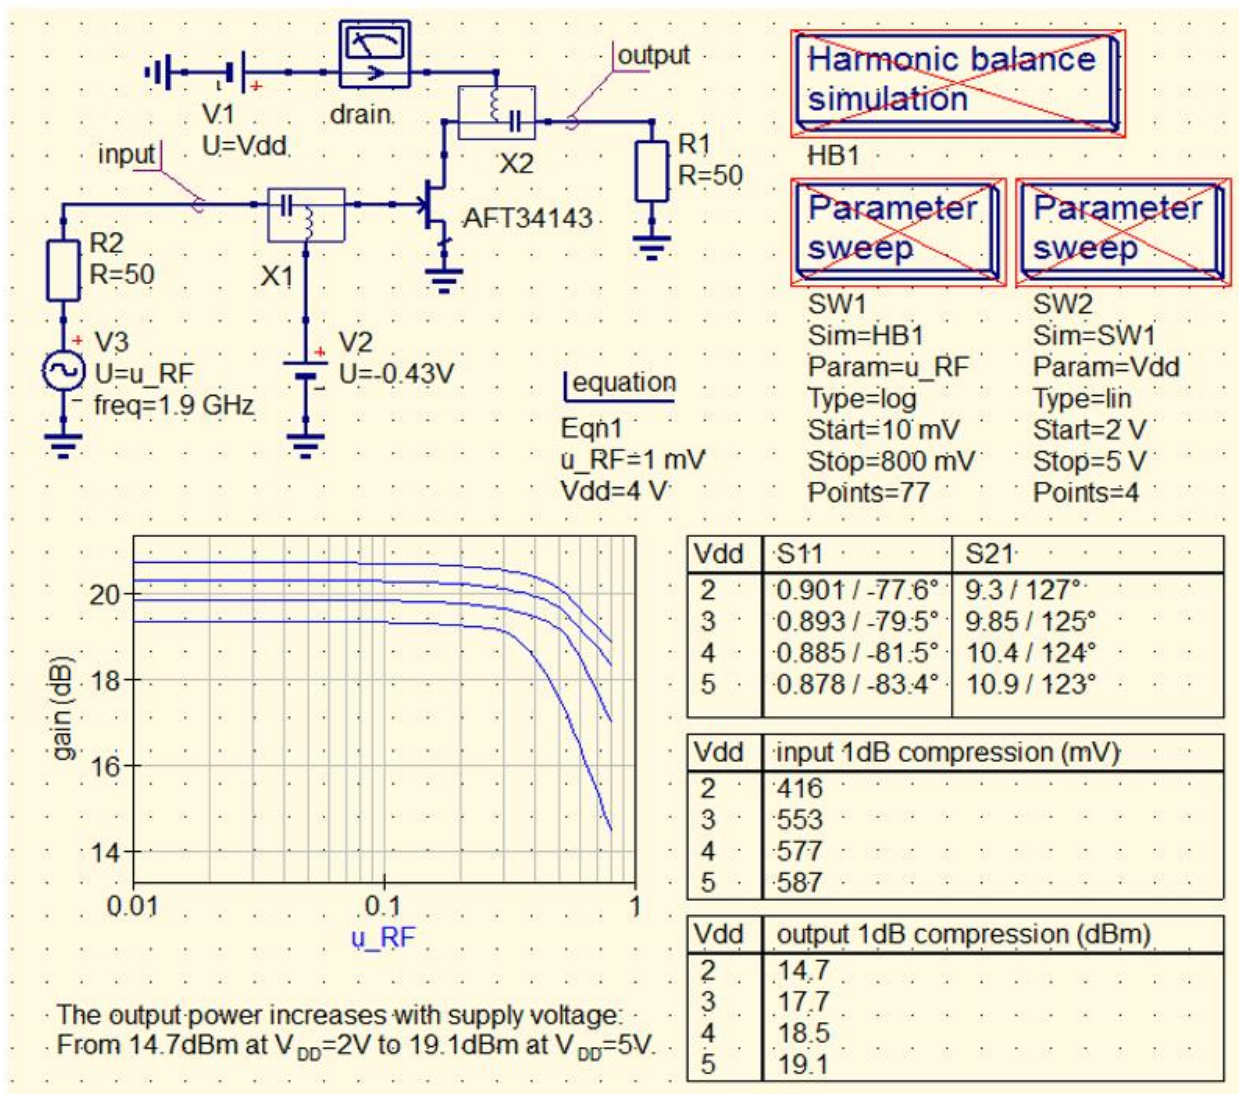 output
V1
U=Vdd
drain
X2
R1
R=50
input
R2
R=50
X1
AFT34143
V3
U=u_RF
freq=1.9 GHz
V2
U=-0.43V
equation
Eqn1
u_RF=1 mV
Vdd=4 V
Harmonic balance
simulation
HB1
Parameter
sweep
SW1
Sim=HB1
Param=u_RF
Type=log
Start=10 mV
Stop=800 mV
Points=77
Parameter
sweep
SW2
Sim=SW1
Param=Vdd
Type=lin
Start=2 V
Stop=5 V
Points=4
gain (dB)
20
18
16
14
0.01 0.1 1
u_RF
Vdd S11 S21
2 0.901 / -77.6° 9.3 / 127°
3 0.893 / -79.5° 9.85 / 125°
4 0.885 / -81.5° 10.4 / 124°
5 0.878 / -83.4° 10.9 / 123°
Vdd input 1dB compression (mV)
2 416
3 553
4 577
5 587
Vdd output 1dB compression (dBm)
2 14.7
3 17.7
4 18.5
5 19.1
The output power increases with supply voltage:
From 14.7dBm at VDD=2V to 19.1dBm at VDD=5V.